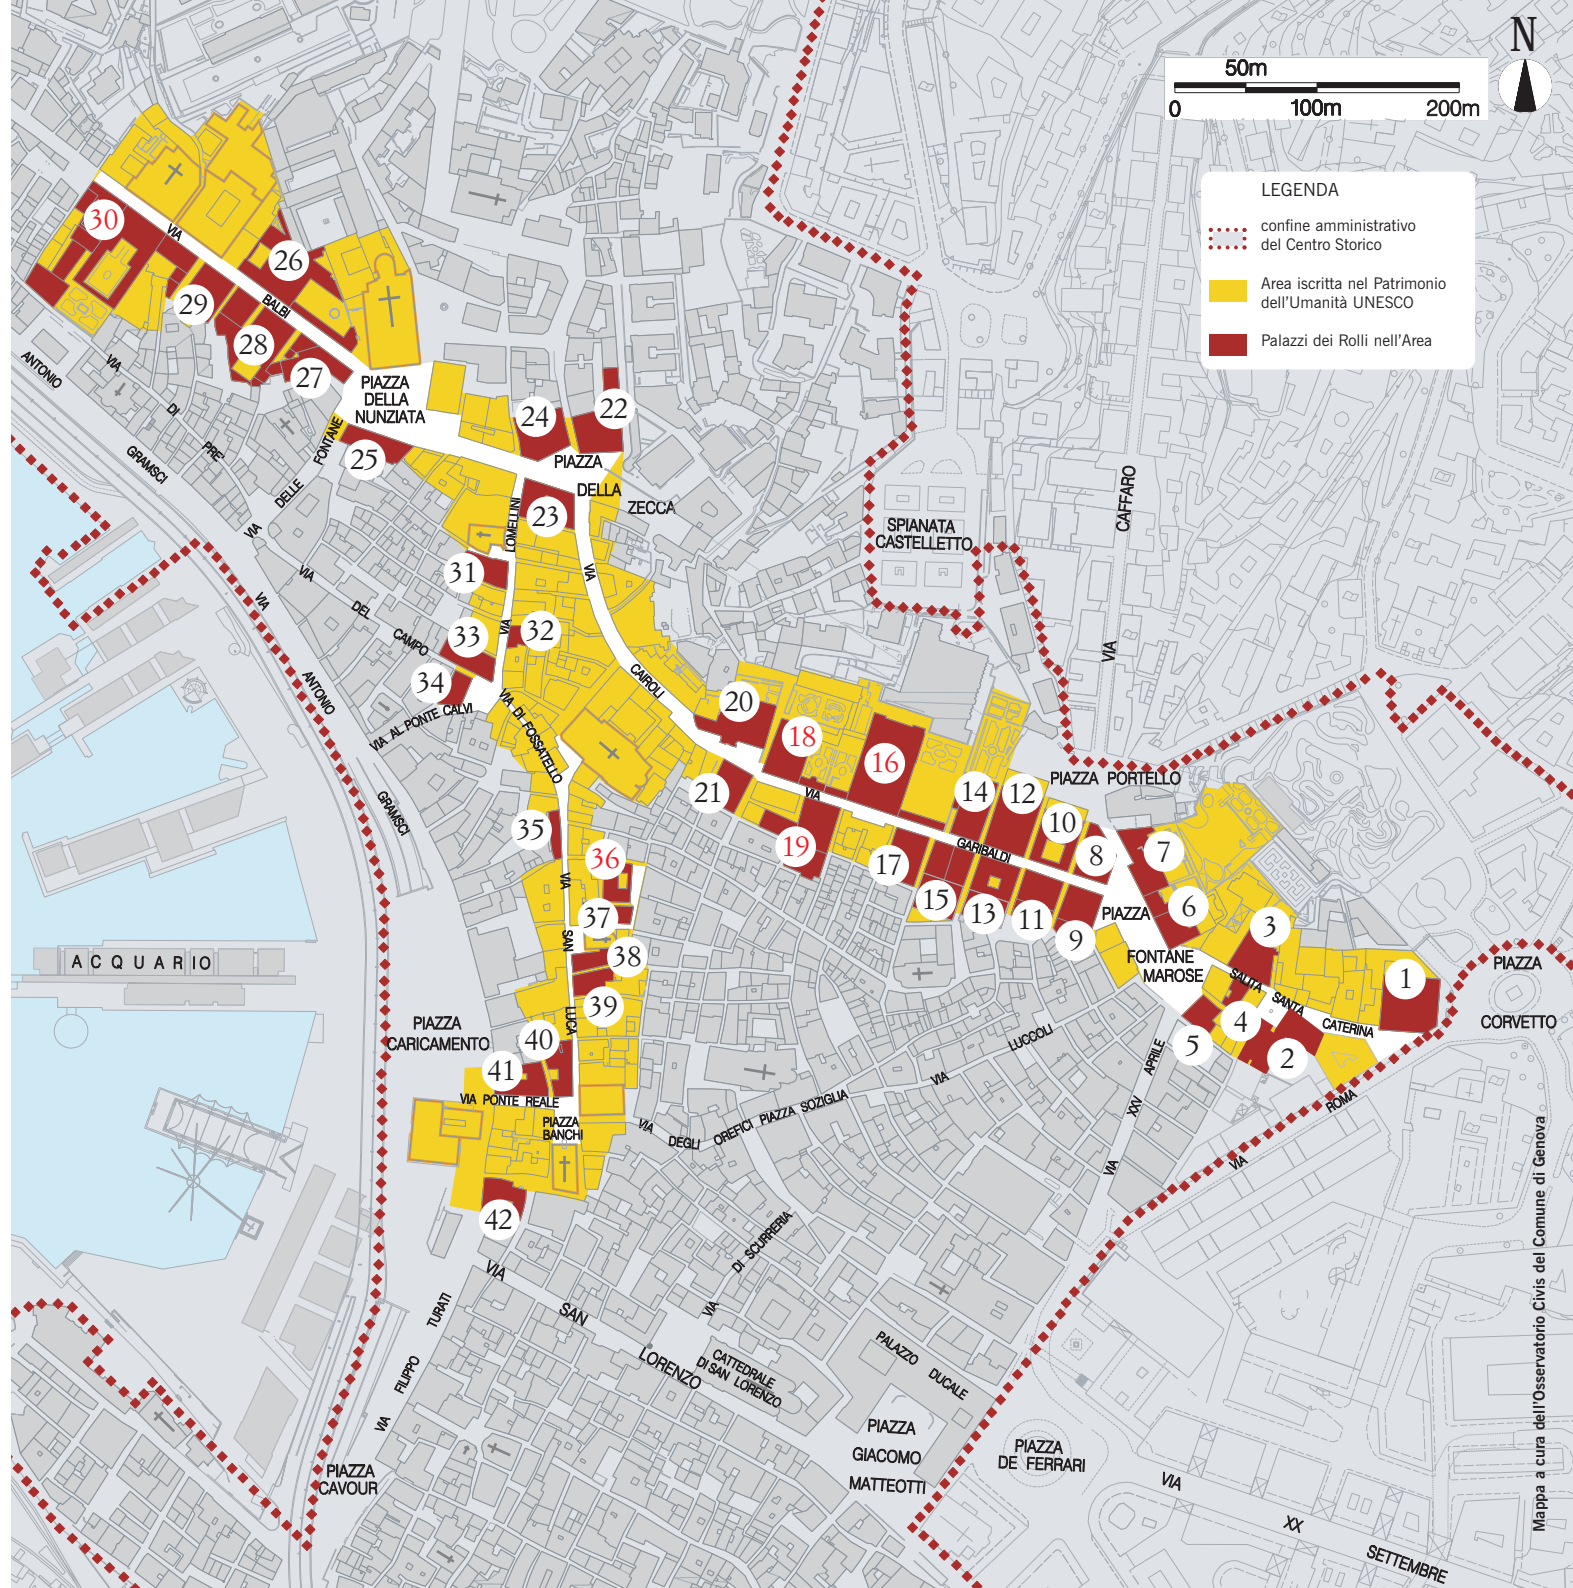 N
50m
0 100m 200m
LEGENDA
confine amministrativo
del Centro Storico
Area iscritta nel Patrimonio
dell'Umanità UNESCO
Palazzi dei Rolli nell'Area
30
VIA
BALBI
26
29
28
27
PIAZZA
DELLA
NUNZIATA
ANTONIO
VIA
DI
PRE'
GRAMSCI
VIA
DELLE
FONTANE
25
24
22
PIAZZA
DELLA
ZECCA
23
LOMELLINI
VIA
31
VIA
DEL
CAMPO
33
32
VIA
34
VIA AL PONTE CALVI
VIA DI FOSSATELLO
VIA
ANTONIO
GRAMSCI
CAIROLI
SPIANATA
CASTELLETTO
CAFFARO
VIA
20
18
16
21
VIA
19
14
12
10
8
GARIBALDI
17
15
13
11
9
PIAZZA PORTELLO
7
6
PIAZZA
FONTANE
MAROSE
3
SALITA
SANTA
CATERINA
1
4
5
2
PIAZZA
CORVETTO
35
36
VIA
37
SAN
38
39
LUCA
40
41
VIA PONTE REALE
PIAZZA
BANCHI
42
ACQUARIO
PIAZZA
CARICAMENTO
VIA
DEGLI
OREFICI
PIAZZA SOZIGLIA
VIA
LUCCOLI
VIA
XXV
APRILE
VIA
ROMA
VIA
SAN
LORENZO
VIA
DI SCURRERIA
CATTEDRALE
DI SAN LORENZO
PALAZZO
DUCALE
VIA
FILIPPO
TURATI
PIAZZA
CAVOUR
PIAZZA
GIACOMO
MATTEOTTI
PIAZZA
DE FERRARI
VIA
XX
SETTEMBRE
Mappa a cura dell'Osservatorio Civis del Comune di Genova